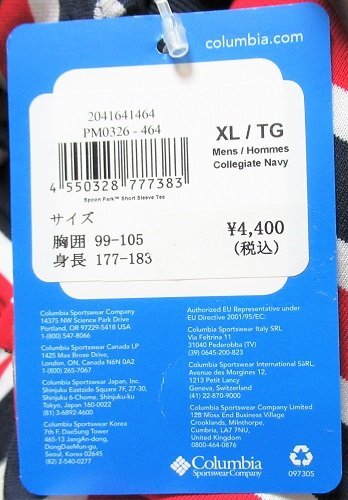 columbia.com
2041641464
PM0326 - 464
4 550328 777383
Spoon Park™ Short Sleeve Tee
XL / TG
Mens / Hommes
Collegiate Navy
サイズ
胸囲 99-105
身長 177-183
¥4,400
(税込)
Columbia Sportswear Company
14375 NW Science Park Drive
Portland, OR 97229-5418 USA
1-800 547-8066
Columbia Sportswear Canada LP
1425 Max Brose Drive,
London, ON, Canada N6N 0A2
1-(800) 265-7067
Columbia Sportswear Japan, Inc.
Shinjuku Eastside Square 7F, 27-30,
Shinjuku 6-Chome, Shinjuku-ku
Tokyo, Japan 160-0022
(81) 3-6892-4600
Columbia Sportswear Korea
7th F. DaeSung Tower
465-13 JangAn-dong,
DongDaeMun-gu,
Seoul, Korea
(82) 2-540-0277
Authorized EU Representative under
EU Directive 2001/95/EC:
Columbia Sportswear Italy SRL
Via Feltrina 11
31040 Pederobba (TV)
(39) 0645-200-823
Columbia Sportswear International SàRL,
Avenue des Morgines 12,
1213 Petit Lancy
Geneva, Switzerland
(41) 22-870-9000
Columbia Sportswear Company Limited
12B Moss End Business Village
Crooklands, Milnthorpe,
Cumbria, LA7 7NU,
United Kingdom
0800-464-0876
Columbia
Sportswear Company
097305